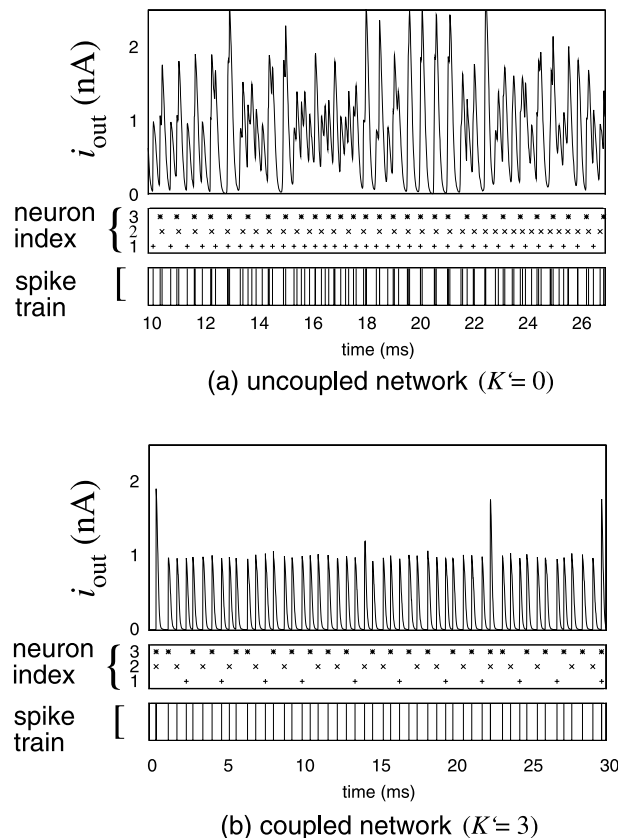 2
i_out (nA)
1
0
neuron index { 3 2 1
spike train [
10 12 14 16 18 20 22 24 26
time (ms)
(a) uncoupled network (K‘= 0)
2
i_out (nA)
1
0
neuron index { 3 2 1
spike train [
0 5 10 15 20 25 30
time (ms)
(b) coupled network (K‘= 3)